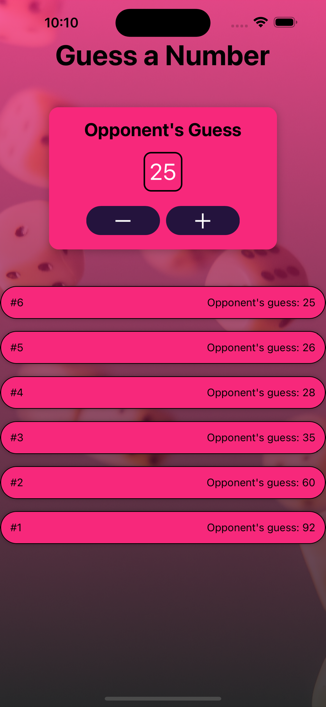 10:10
Guess a Number
Opponent's Guess
25
#6 Opponent's guess: 25
#5 Opponent's guess: 26
#4 Opponent's guess: 28
#3 Opponent's guess: 35
#2 Opponent's guess: 60
#1 Opponent's guess: 92